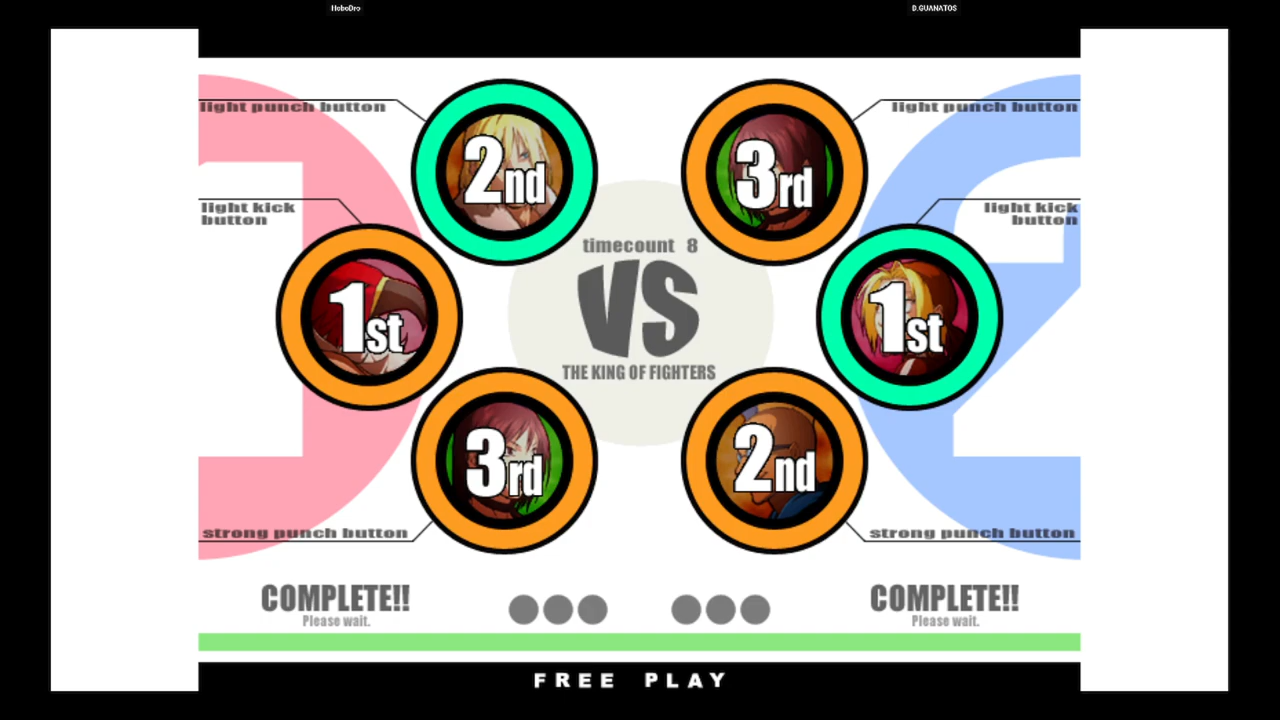 HoboDro
D.GUANATOS
light punch button
2nd
3rd
light punch button
light kick
button
light kick
button
timecount 8
VS
THE KING OF FIGHTERS
1st
1st
3rd
2nd
strong punch button
strong punch button
COMPLETE!!
Please wait.
COMPLETE!!
Please wait.
FREE PLAY